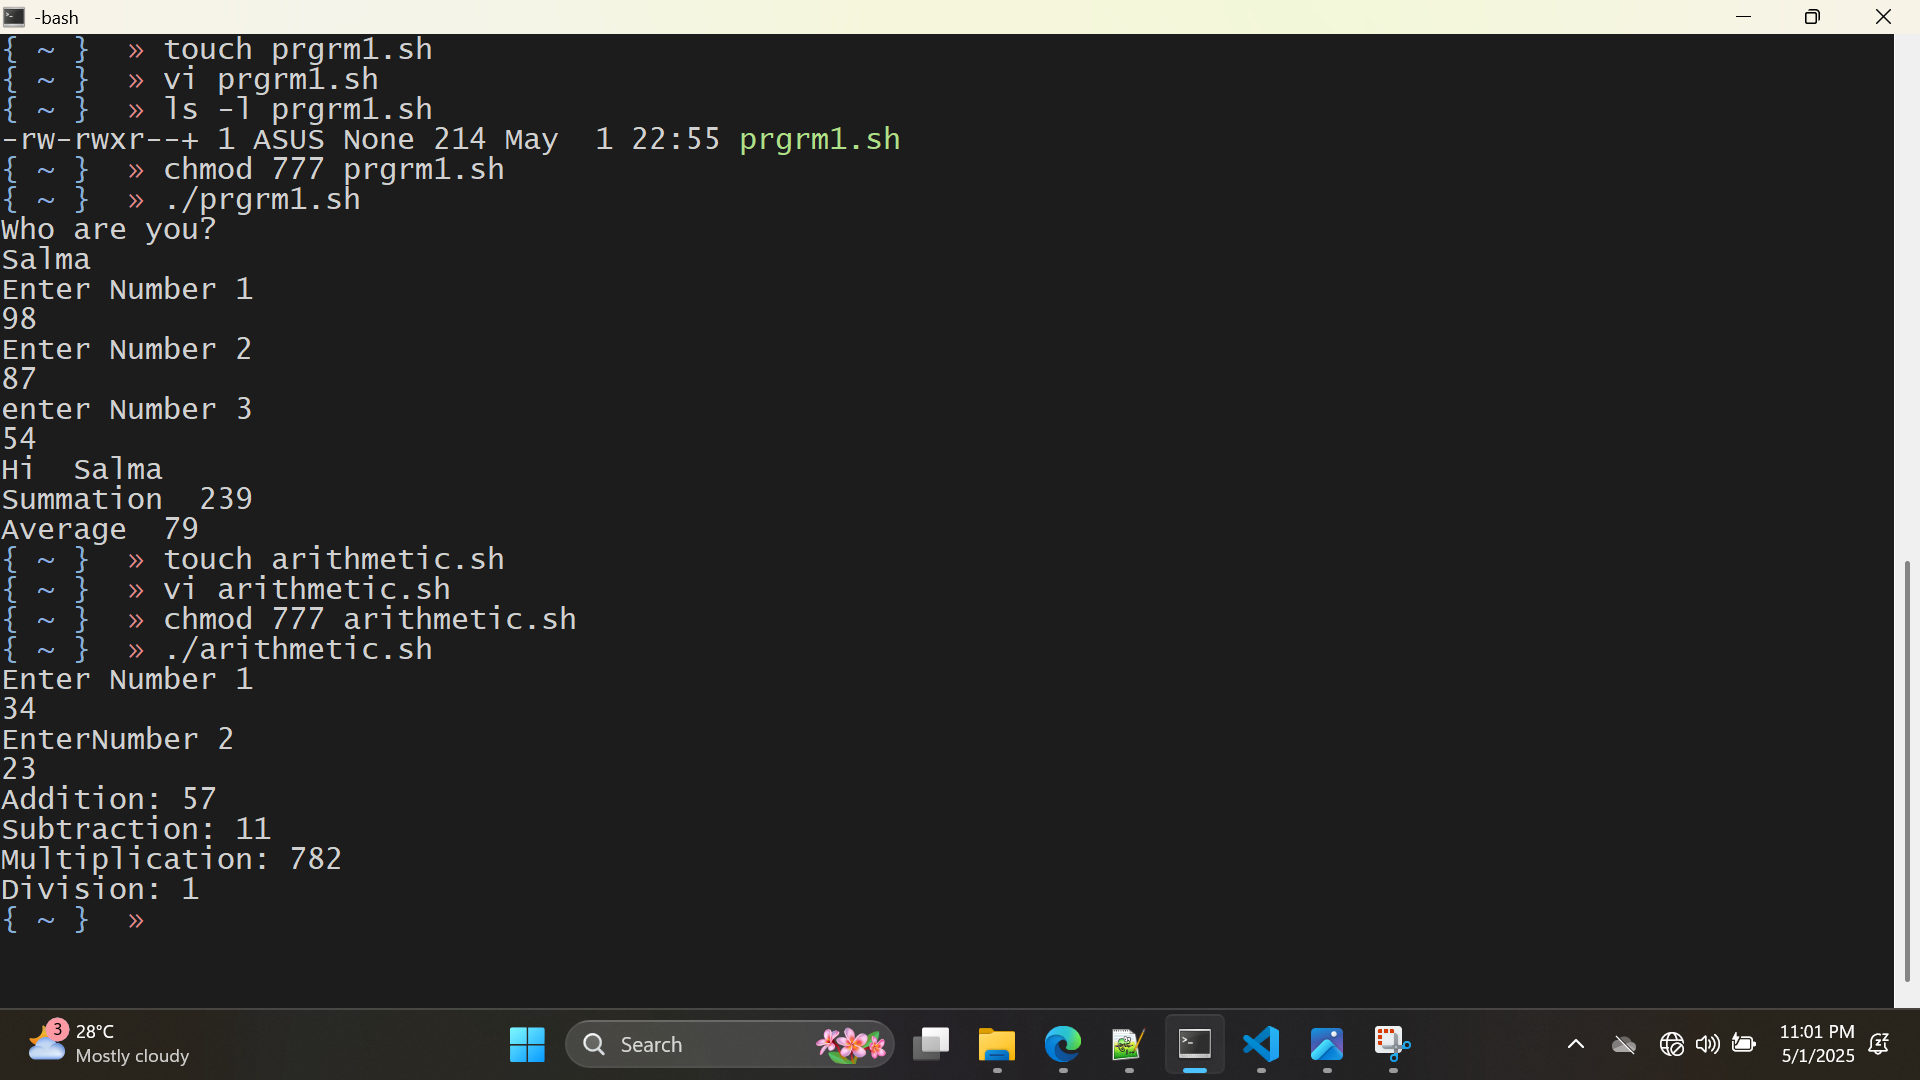 -bash
{ ~ }  » touch prgrm1.sh
{ ~ }  » vi prgrm1.sh
{ ~ }  » ls -l prgrm1.sh
-rw-rwxr--+ 1 ASUS None 214 May  1 22:55 prgrm1.sh
{ ~ }  » chmod 777 prgrm1.sh
{ ~ }  » ./prgrm1.sh
Who are you?
Salma
Enter Number 1
98
Enter Number 2
87
enter Number 3
54
Hi  Salma
Summation  239
Average  79
{ ~ }  » touch arithmetic.sh
{ ~ }  » vi arithmetic.sh
{ ~ }  » chmod 777 arithmetic.sh
{ ~ }  » ./arithmetic.sh
Enter Number 1
34
EnterNumber 2
23
Addition: 57
Subtraction: 11
Multiplication: 782
Division: 1
{ ~ }  »
3
28°C
Mostly cloudy
Search
11:01 PM
5/1/2025